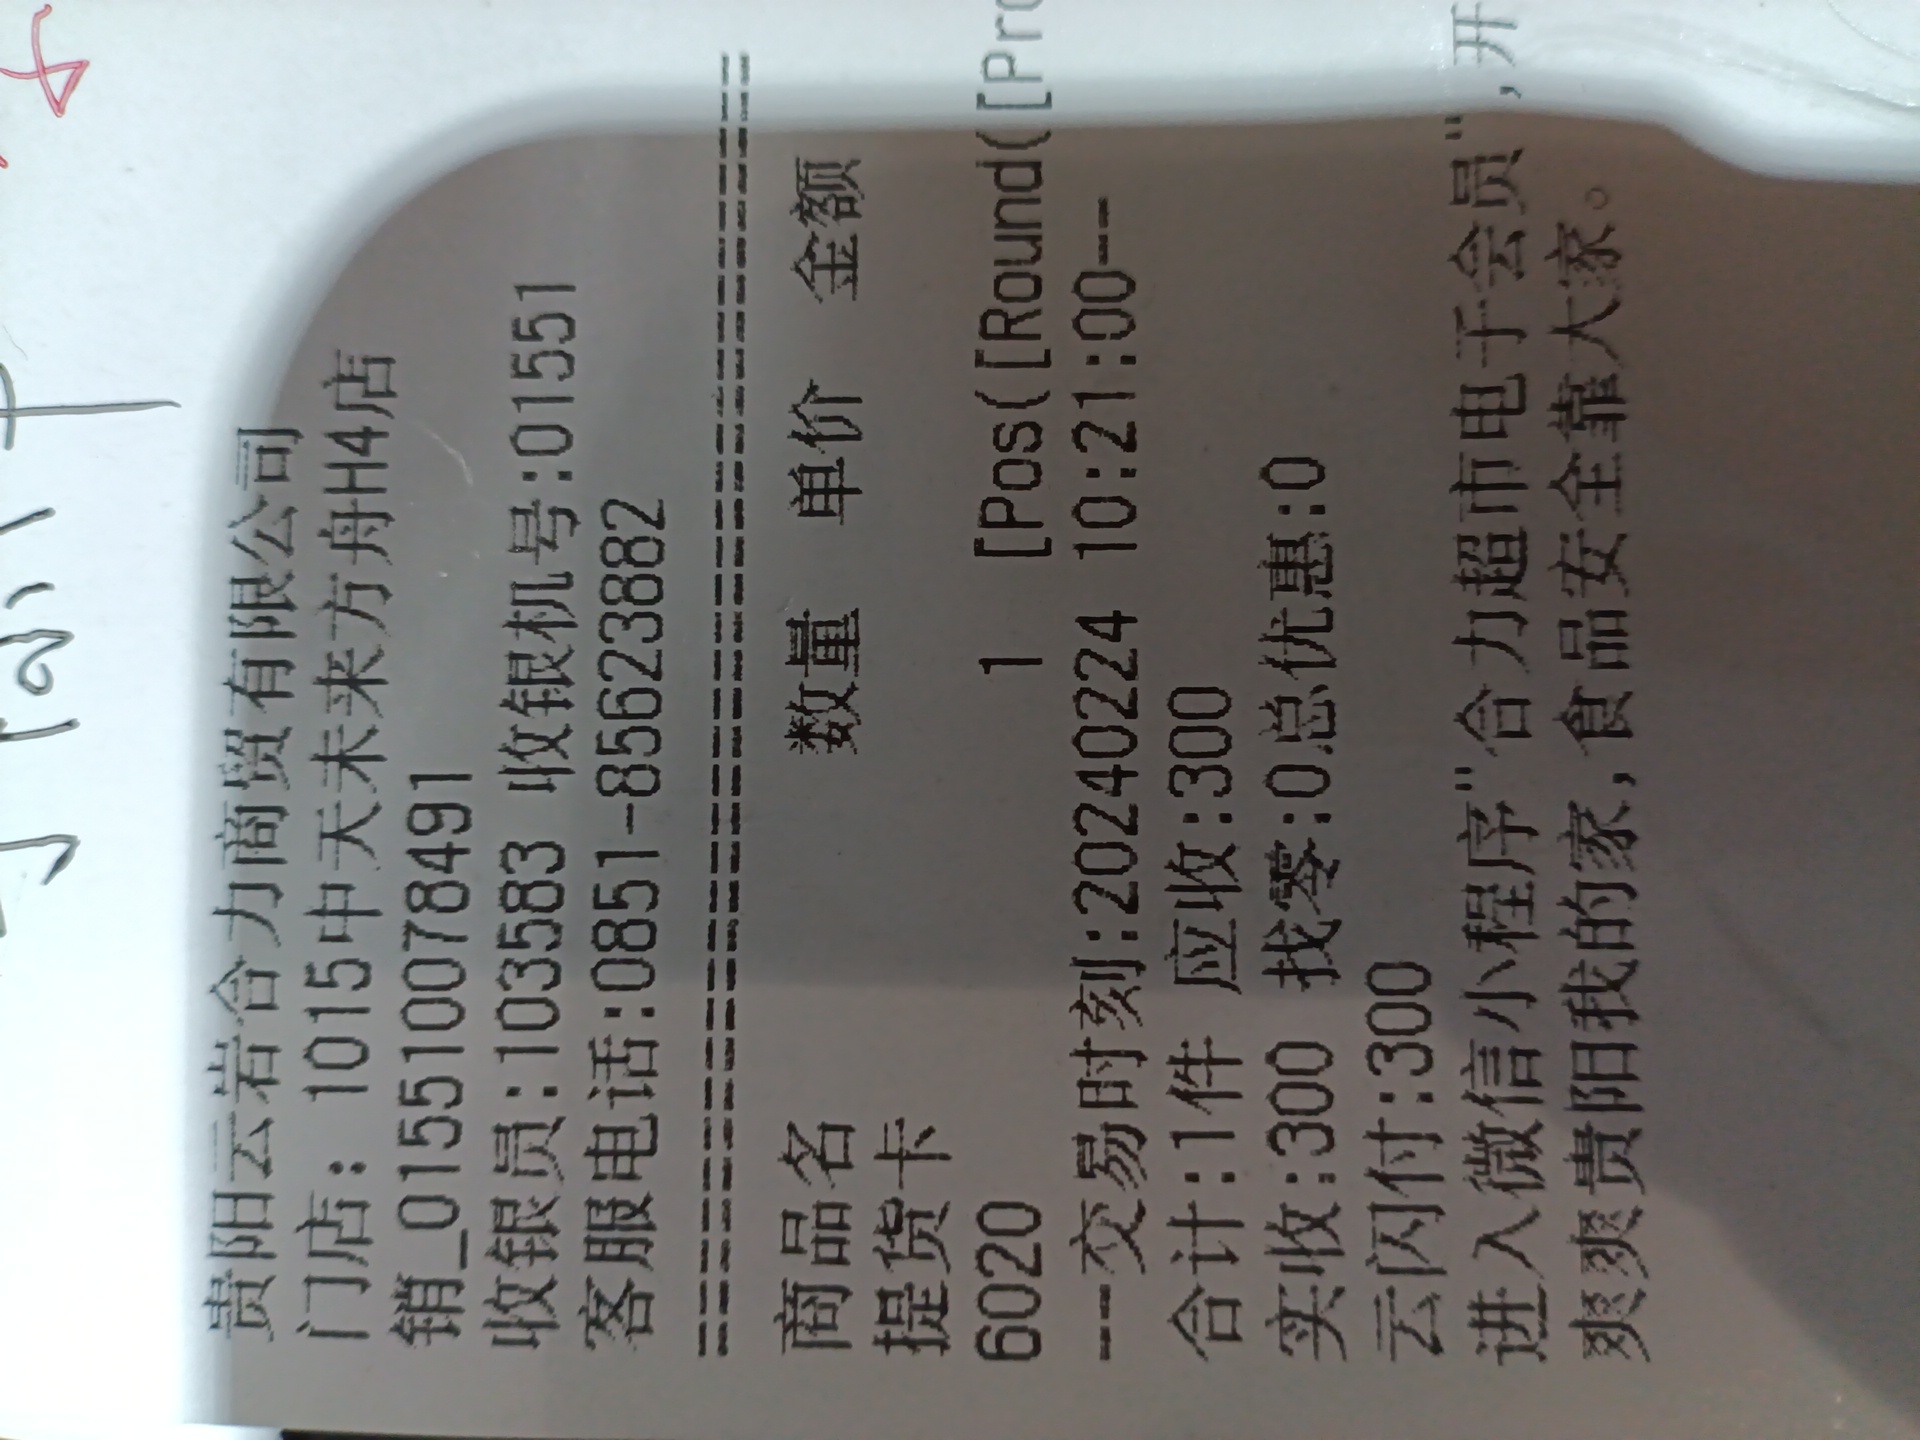 贵阳云岩合力商贸有限公司
门店: 1015中天未来方舟H4店
销_01551007849​1
收银员:103583 收银机号:01551
客服电话:0851-85623882
================================
商品名 数量 单价 金额
提货卡
6020 1 [Pos([Round([Pro
--交易时刻:20240224 10:21:00--
合计:1件 应收:300
实收:300 找零:0总优惠:0
云闪付:300
进入微信小程序"合力超市电子会员",开
爽爽贵阳我的家,食品安全靠大家。